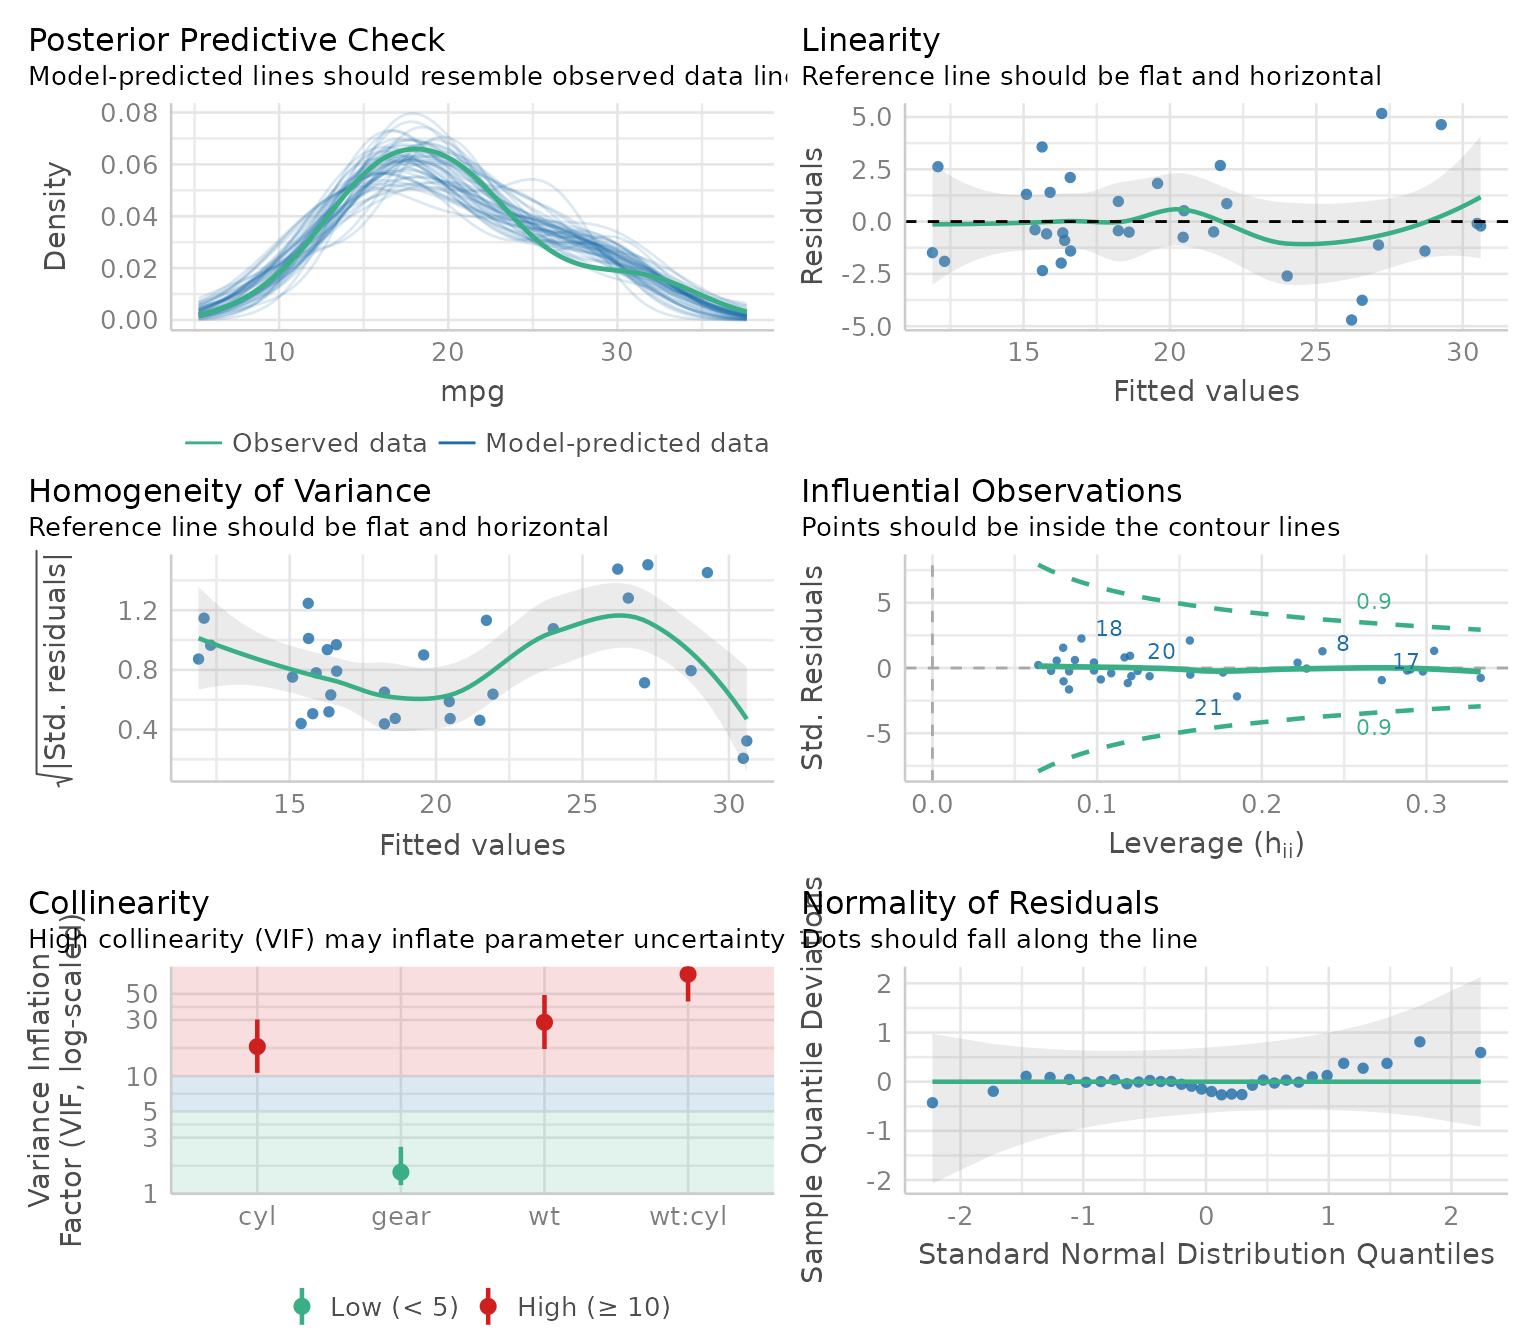 Posterior Predictive Check
Model-predicted lines should resemble observed data
Density
0.08
0.06
0.04
0.02
0.00
10 20 30
mpg
Observed data Model-predicted data
Linearity
Reference line should be flat and horizontal
Residuals
5.0
2.5
0.0
-2.5
-5.0
15 20 25 30
Fitted values
Homogeneity of Variance
Reference line should be flat and horizontal
√|Std. residuals|
1.2
0.8
0.4
15 20 25 30
Fitted values
Influential Observations
Points should be inside the contour lines
Std. Residuals
5
0
-5
0.9
18
20
8
17
21
0.9
0.0 0.1 0.2 0.3
Leverage (hii)
Collinearity
High collinearity (VIF) may inflate parameter uncertainty
Variance Inflation
Factor (VIF, log-scaled)
50
30
10
5
3
1
cyl gear wt wt:cyl
Low (< 5) High (≥ 10)
Normality of Residuals
Dots should fall along the line
Sample Quantile Deviations
2
1
0
-1
-2
-2 -1 0 1 2
Standard Normal Distribution Quantiles